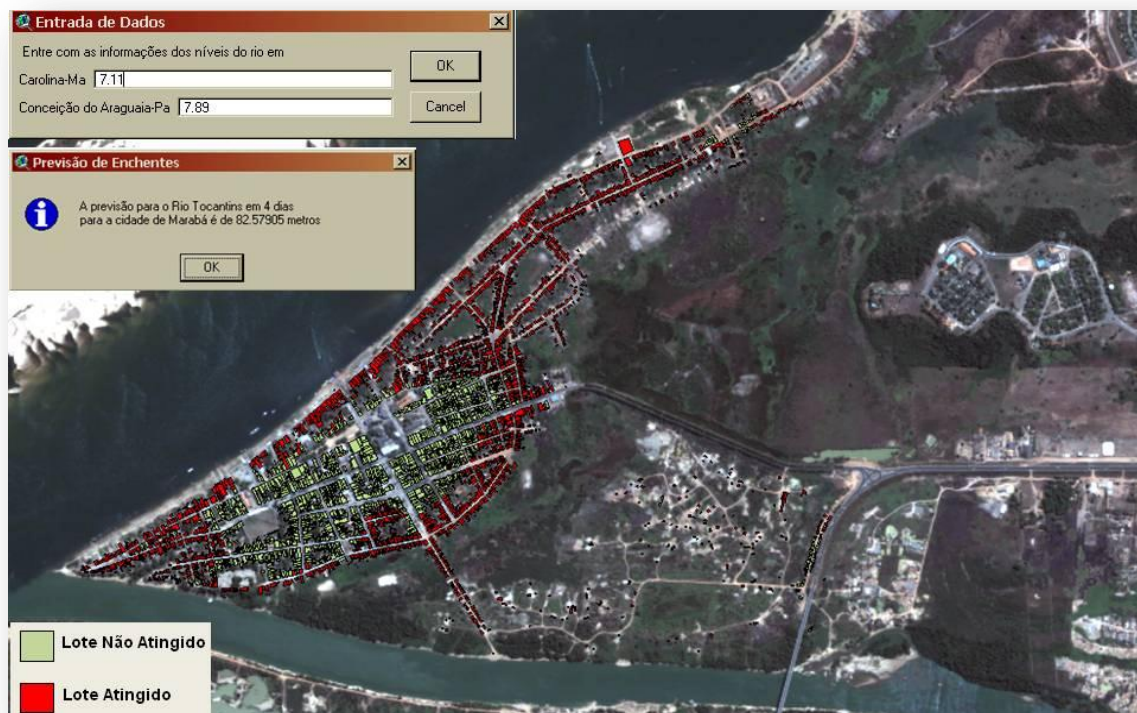 Entrada de Dados
Entre com as informações dos níveis do rio em
Carolina-Ma 7.11
OK
Conceição do Araguaia-Pa 7.89
Cancel
Previsão de Enchentes
A previsão para o Rio Tocantins em 4 dias
para a cidade de Marabá é de 82.57905 metros
OK
Lote Não Atingido
Lote Atingido